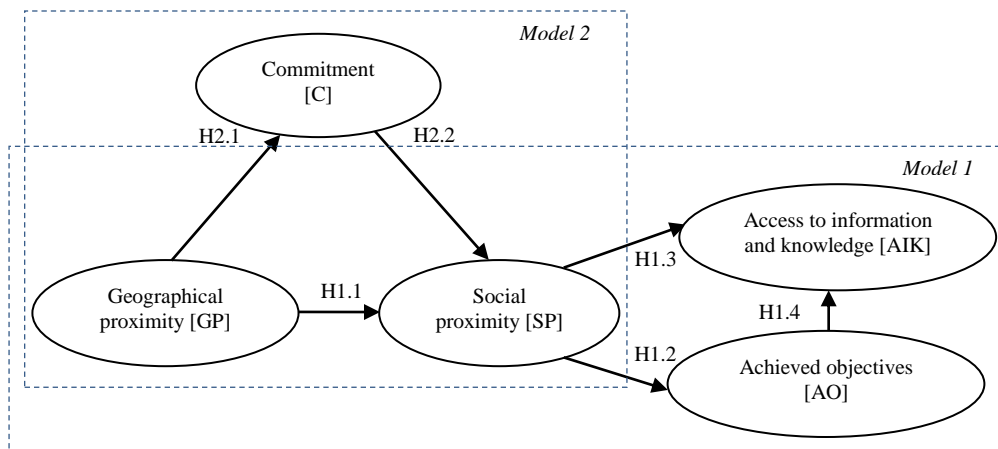 Model 2
Commitment
[C]
H2.1
H2.2
Model 1
Access to information
and knowledge [AIK]
H1.3
Geographical
proximity [GP]
H1.1
Social
proximity [SP]
H1.4
H1.2
Achieved objectives
[AO]